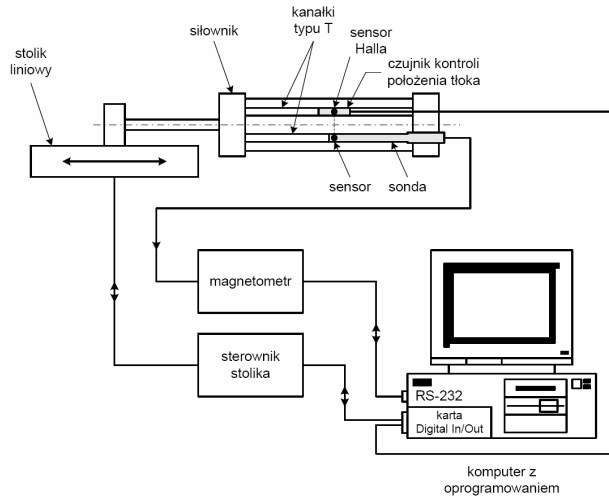 kanałki
typu T
sensor
Halla
siłownik
czujnik kontroli
położenia tłoka
stolik
liniowy
sensor
sonda
magnetometr
sterownik
stolika
RS-232
karta
Digital In/Out
komputer z
oprogramowaniem